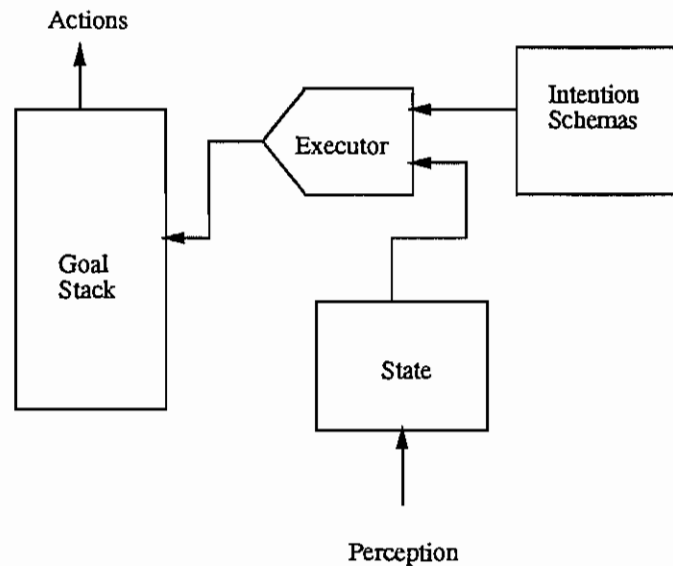 Actions
Intention
Schemas
Executor
Goal
Stack
State
Perception